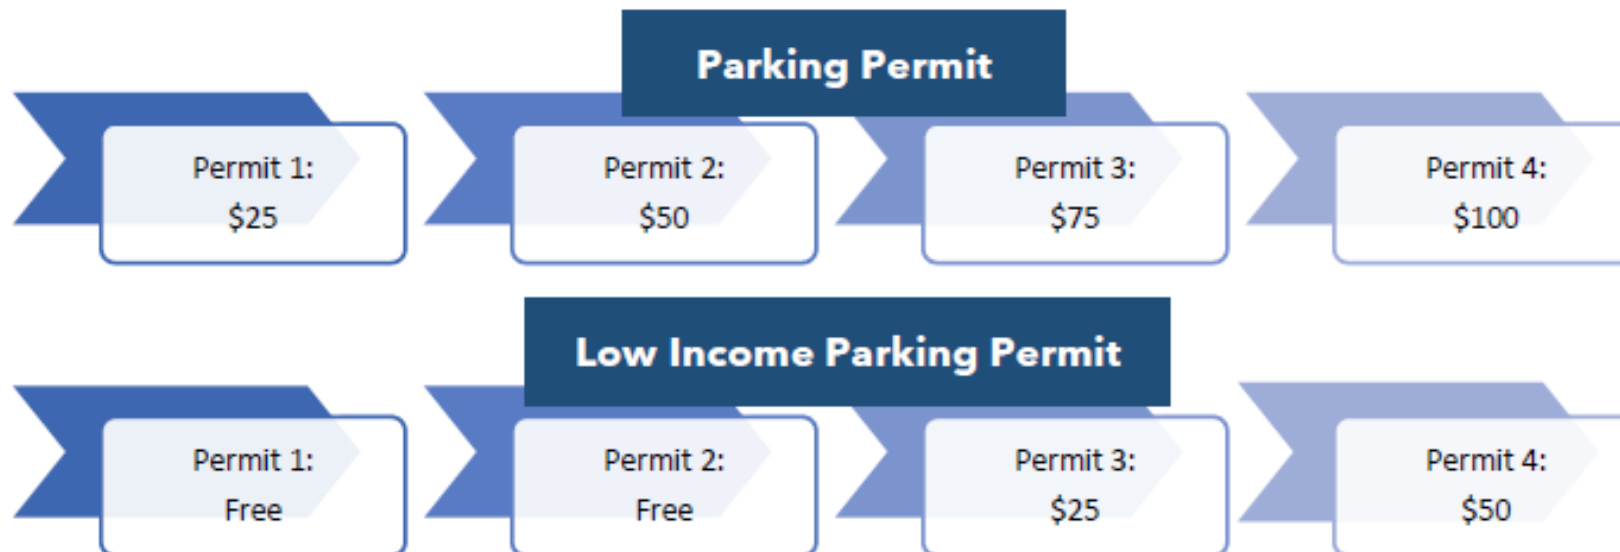 Parking Permit
Permit 1:
$25
Permit 2:
$50
Permit 3:
$75
Permit 4:
$100
Low Income Parking Permit
Permit 1:
Free
Permit 2:
Free
Permit 3:
$25
Permit 4:
$50